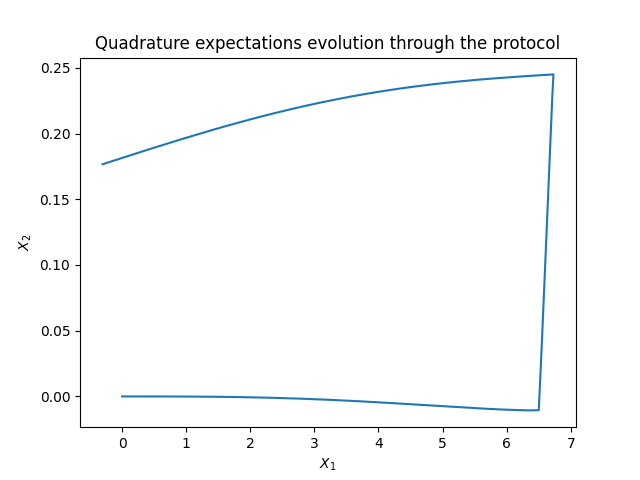 Quadrature expectations evolution through the protocol
0.25
0.20
0.15
0.10
0.05
0.00
X₂
0 1 2 3 4 5 6 7
X₁